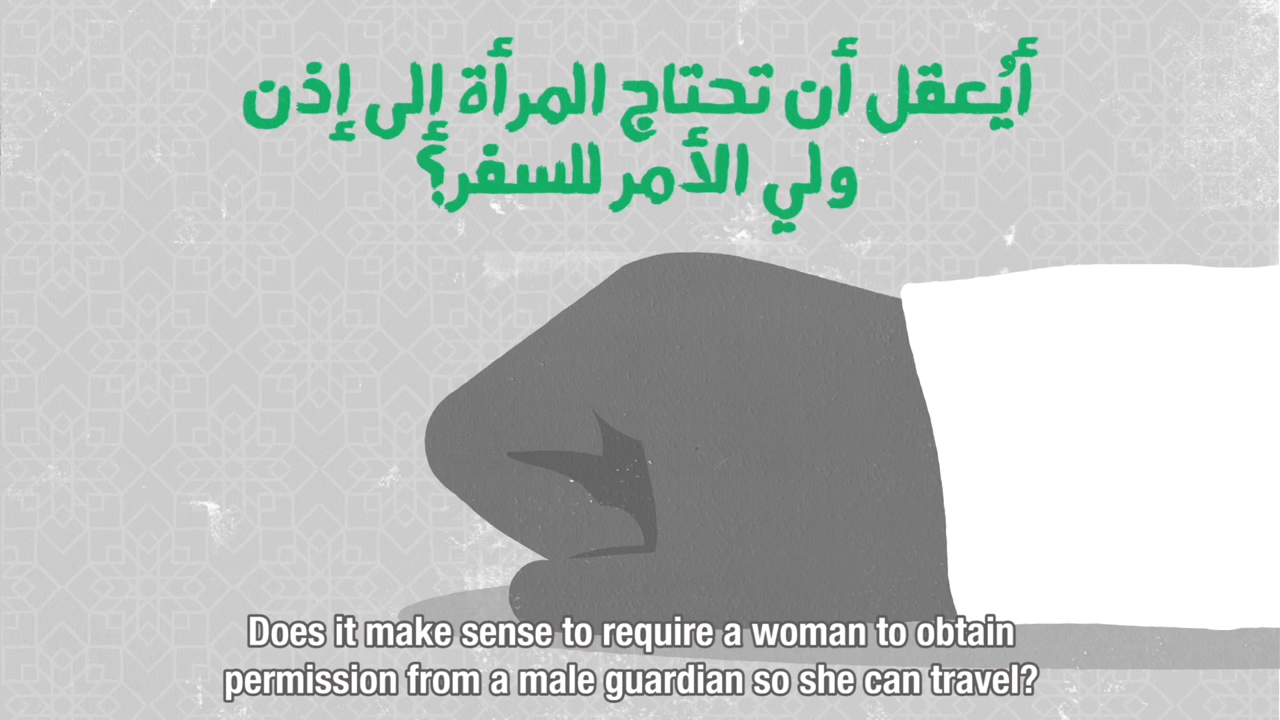 أيُعقل أن تحتاج المرأة إلى إذن
ولي الأمر للسفر؟
Does it make sense to require a woman to obtain
permission from a male guardian so she can travel?